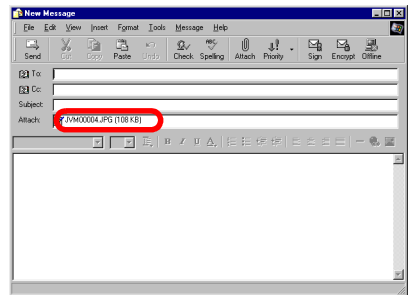 New Message
File Edit View Insert Format Tools Message Help
Send Cut Copy Paste Undo Check Spelling Attach Priority Sign Encrypt Offline
To:
Cc:
Subject:
Attach: JVM00004.JPG (108 KB)
B I U A